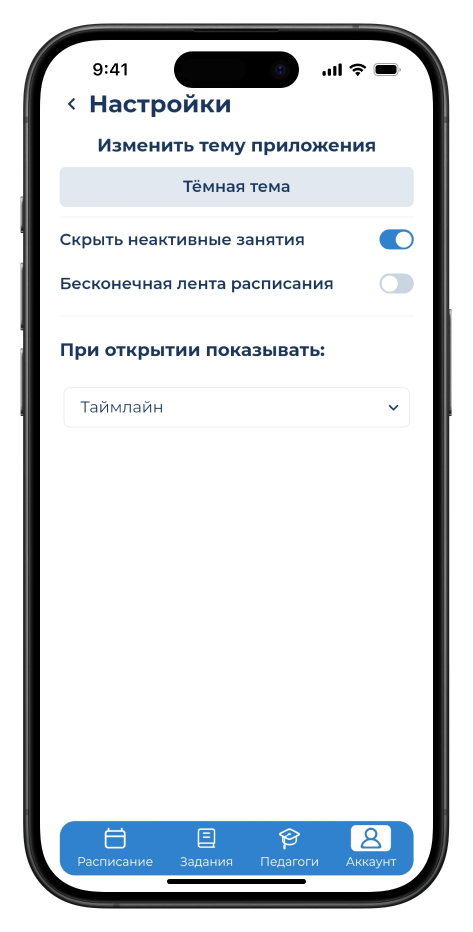 9:41
Настройки
Изменить тему приложения
Тёмная тема
Скрыть неактивные занятия
Бесконечная лента расписания
При открытии показывать:
Таймлайн
Расписание Задания Педагоги Аккаунт